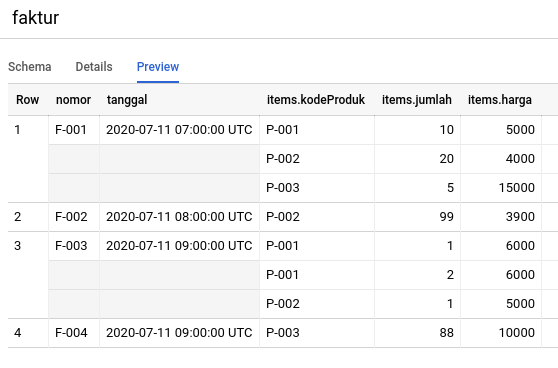 faktur
Schema Details Preview
Row nomor tanggal items.kodeProduk items.jumlah items.harga
1 F-001 2020-07-11 07:00:00 UTC P-001 10 5000
P-002 20 4000
P-003 5 15000
2 F-002 2020-07-11 08:00:00 UTC P-002 99 3900
3 F-003 2020-07-11 09:00:00 UTC P-001 1 6000
P-001 2 6000
P-002 1 5000
4 F-004 2020-07-11 09:00:00 UTC P-003 88 10000